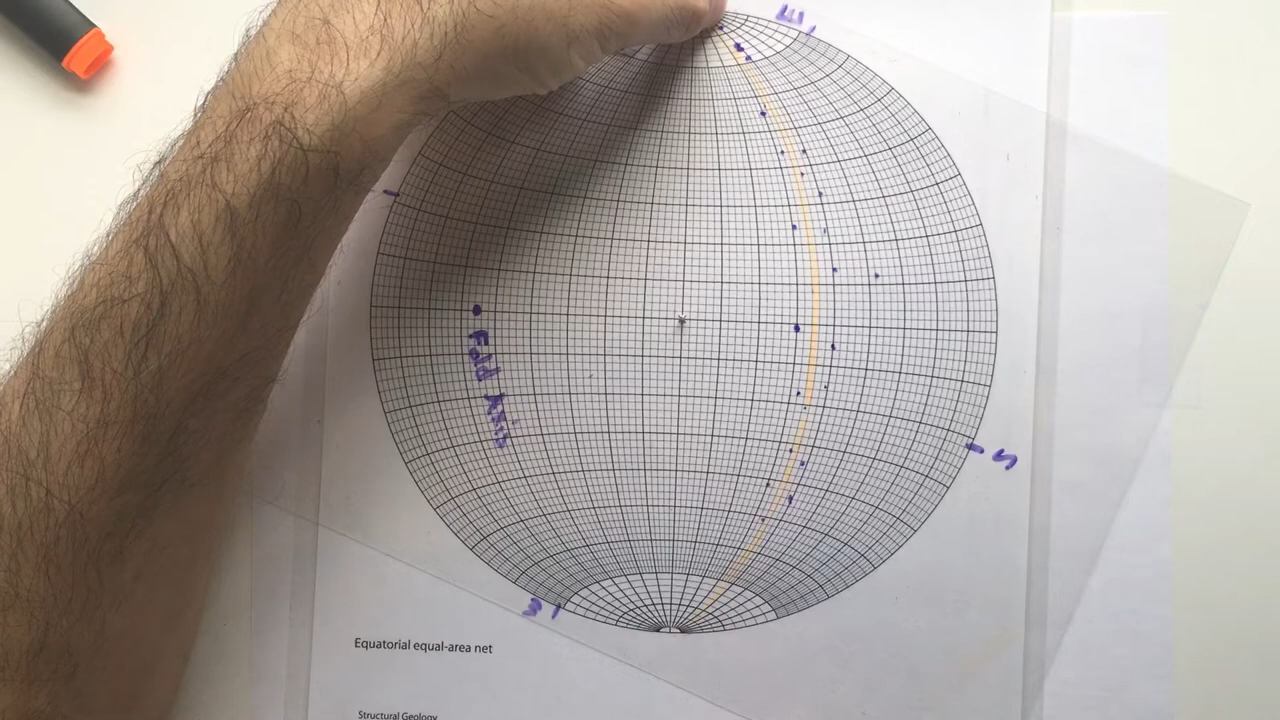 E
Fold Axis
S
W
Equatorial equal-area net
Structural Geology